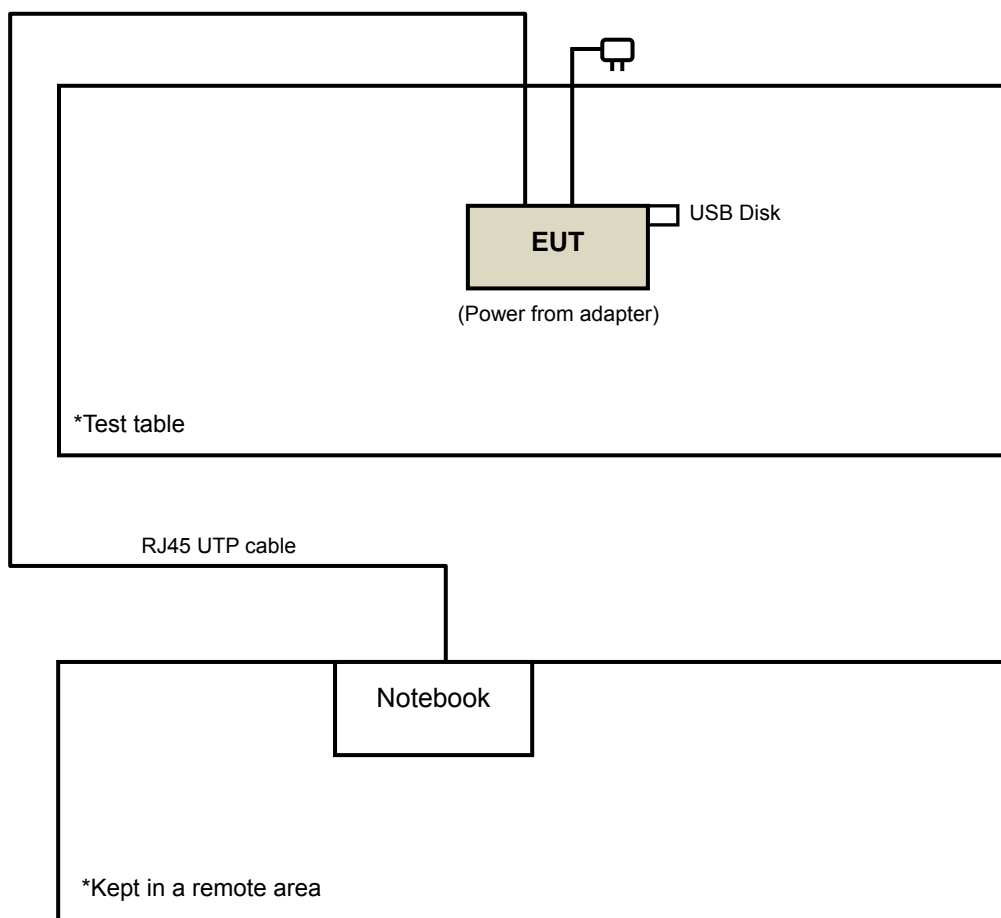 USB Disk
EUT
(Power from adapter)
*Test table
RJ45 UTP cable
Notebook
*Kept in a remote area